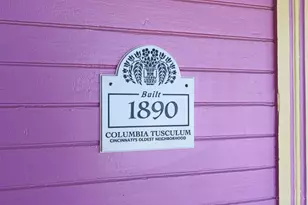 Built
1890
COLUMBIA TUSCULUM
CINCINNATI'S OLDEST NEIGHBORHOOD